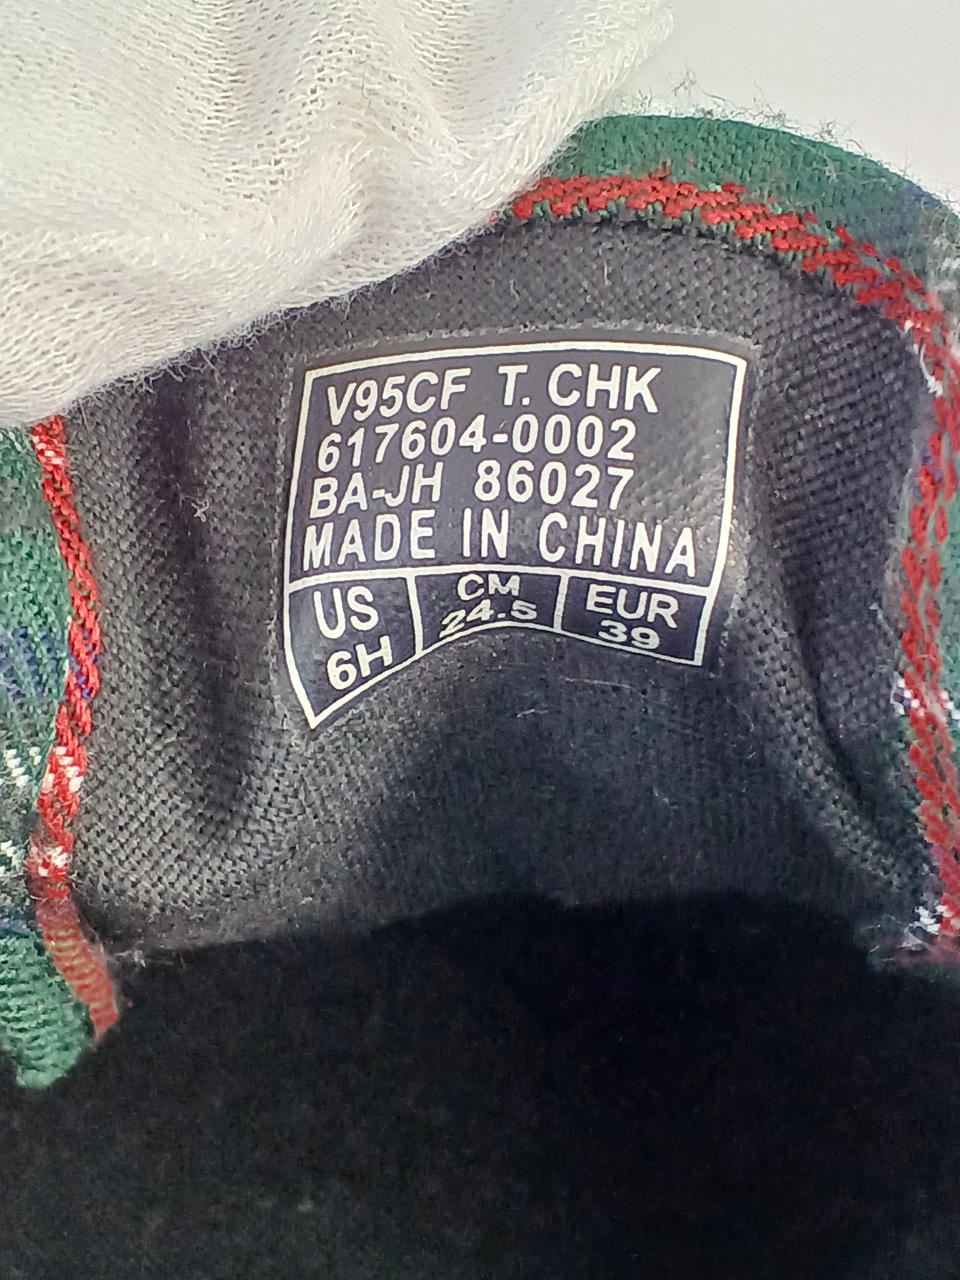 V95CF T. CHK
617604-0002
BA-JH 86027
MADE IN CHINA
US
6H
CM
24.5
EUR
39